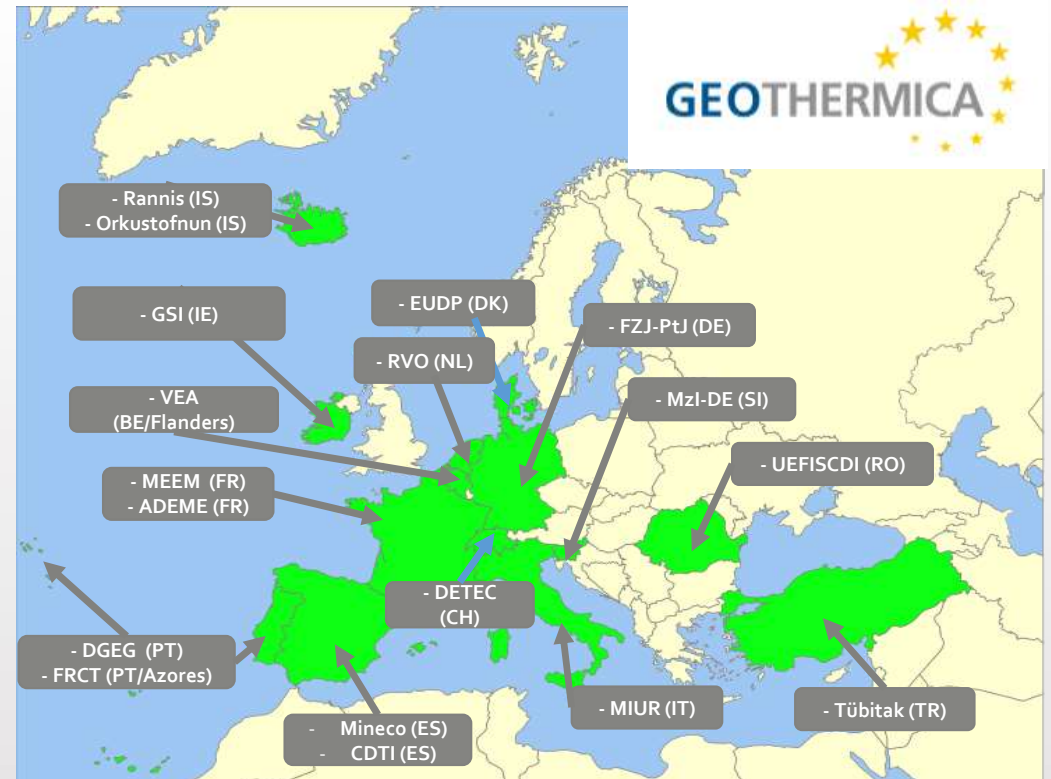 GEOTHERMICA
- Rannis (IS)
- Orkustofnun (IS)
- GSI (IE)
- EUDP (DK)
- FZJ-PtJ (DE)
- RVO (NL)
- VEA
(BE/Flanders)
- MzI-DE (SI)
- UEFISCDI (RO)
- MEEM (FR)
- ADEME (FR)
- DETEC
(CH)
- DGEG (PT)
- FRCT (PT/Azores)
- MIUR (IT)
- Tübitak (TR)
- Mineco (ES)
- CDTI (ES)